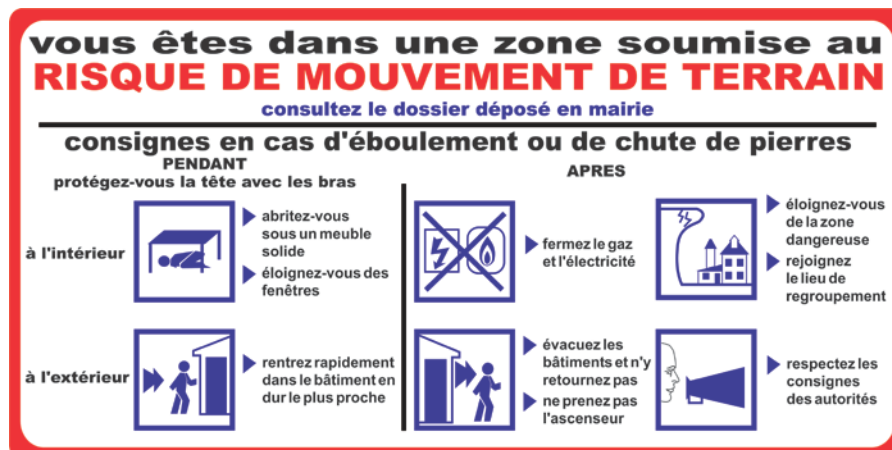 vous êtes dans une zone soumise au
RISQUE DE MOUVEMENT DE TERRAIN
consultez le dossier déposé en mairie
consignes en cas d'éboulement ou de chute de pierres
PENDANT
protégez-vous la tête avec les bras
à l'intérieur
abritez-vous
sous un meuble
solide
éloignez-vous des
fenêtres
à l'extérieur
rentrez rapidement
dans le bâtiment en
dur le plus proche
APRES
fermez le gaz
et l'électricité
éloignez-vous
de la zone
dangereuse
rejoignez
le lieu de
regroupement
évacuez les
bâtiments et n'y
retournez pas
ne prenez pas
l'ascenseur
respectez les
consignes
des autorités